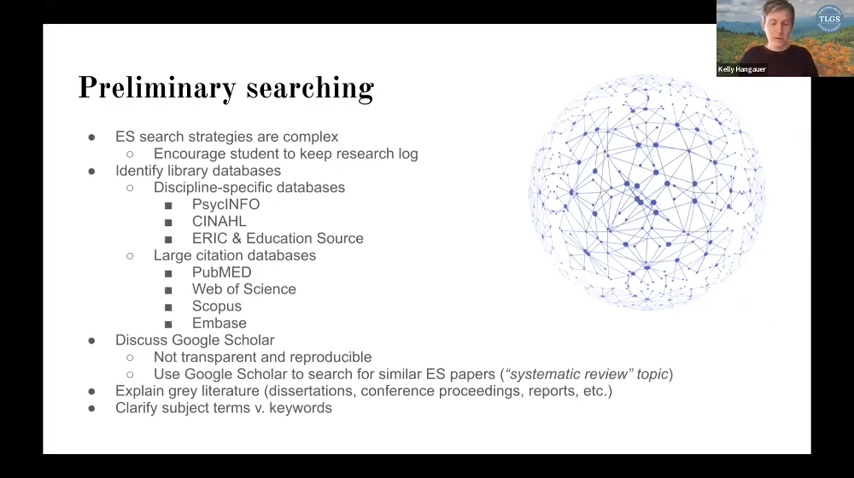 TLGS
Kelly Hangauer
Preliminary searching
● ES search strategies are complex
○ Encourage student to keep research log
● Identify library databases
○ Discipline-specific databases
■ PsycINFO
■ CINAHL
■ ERIC & Education Source
○ Large citation databases
■ PubMED
■ Web of Science
■ Scopus
■ Embase
● Discuss Google Scholar
○ Not transparent and reproducible
○ Use Google Scholar to search for similar ES papers (“systematic review” topic)
● Explain grey literature (dissertations, conference proceedings, reports, etc.)
● Clarify subject terms v. keywords